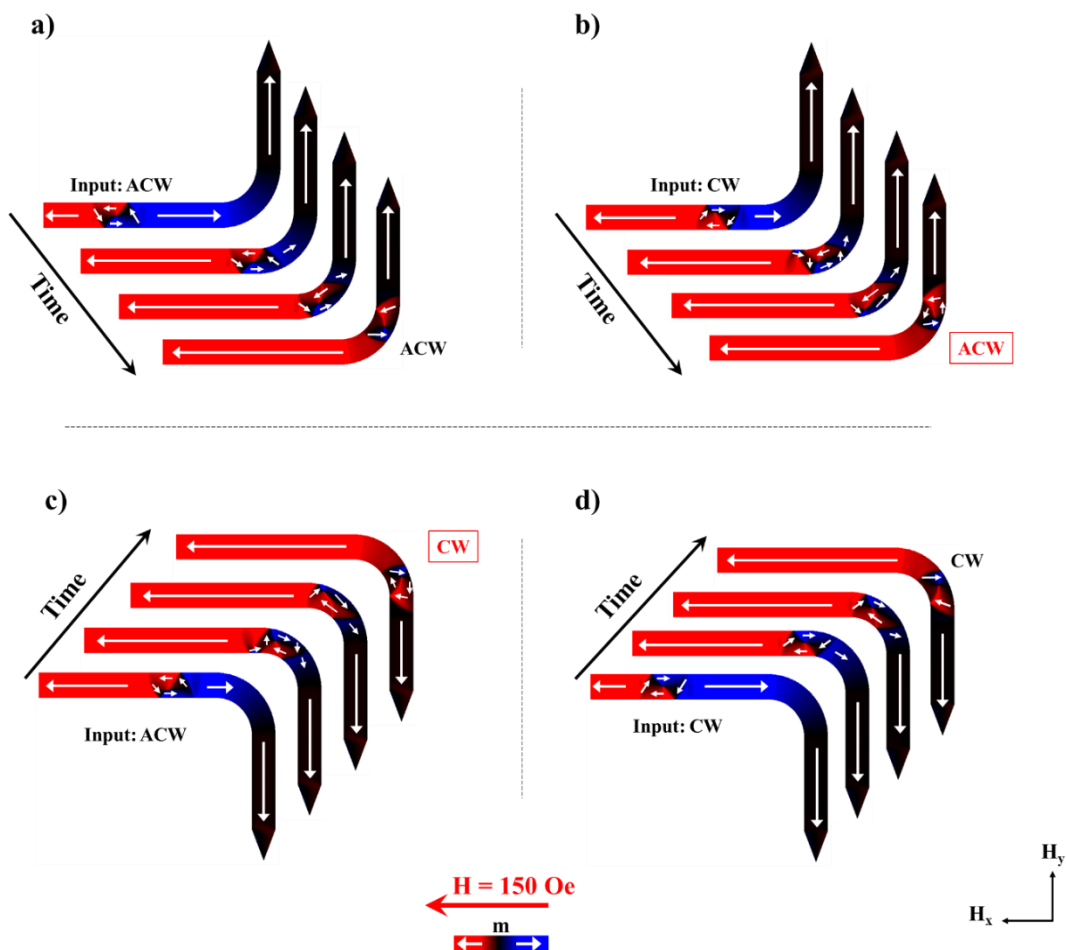 a)
b)
Input: ACW
Input: CW
Time
Time
ACW
ACW
c)
d)
CW
CW
Time
Time
Input: ACW
Input: CW
H = 150 Oe
m
Hy
Hx